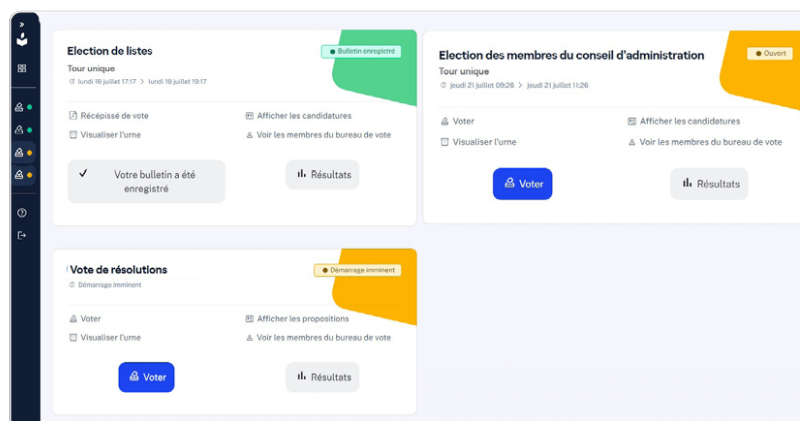 Election de listes
Bulletin enregistré
Tour unique
lundi 18 juillet 17:17 > lundi 18 juillet 19:17
Récépissé de vote
Afficher les candidatures
Visualiser l'urne
Voir les membres du bureau de vote
Votre bulletin a été
enregistré
Résultats
Election des membres du conseil d'administration
Ouvert
Tour unique
jeudi 21 juillet 09:26 > jeudi 21 juillet 11:26
Voter
Afficher les candidatures
Visualiser l'urne
Voir les membres du bureau de vote
Voter
Résultats
Vote de résolutions
Démarrage imminent
Démarrage imminent
Voter
Afficher les propositions
Visualiser l'urne
Voir les membres du bureau de vote
Voter
Résultats